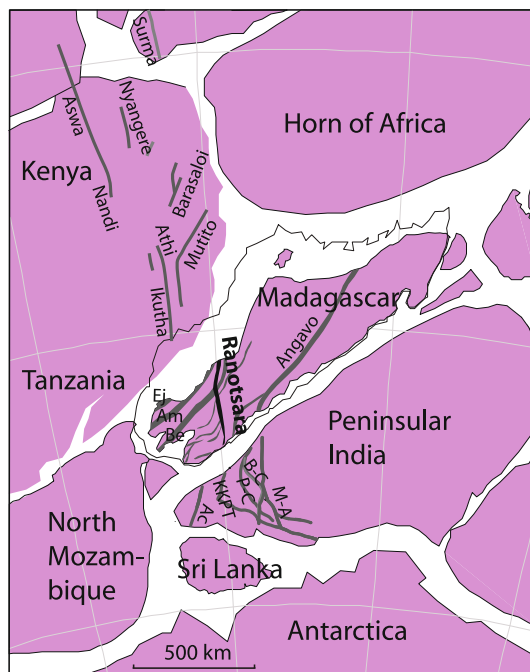 Surma
Aswa
Nyangere
Horn of Africa
Kenya
Nandi
Barasaloi
Athi
Mutito
Ikutha
Madagascar
Angavo
Ranotsara
Tanzania
Ej
Am
Be
Peninsular
India
B-C
P-C
M-A
KKPT
Ac
North
Mozam-
bique
Sri Lanka
Antarctica
500 km